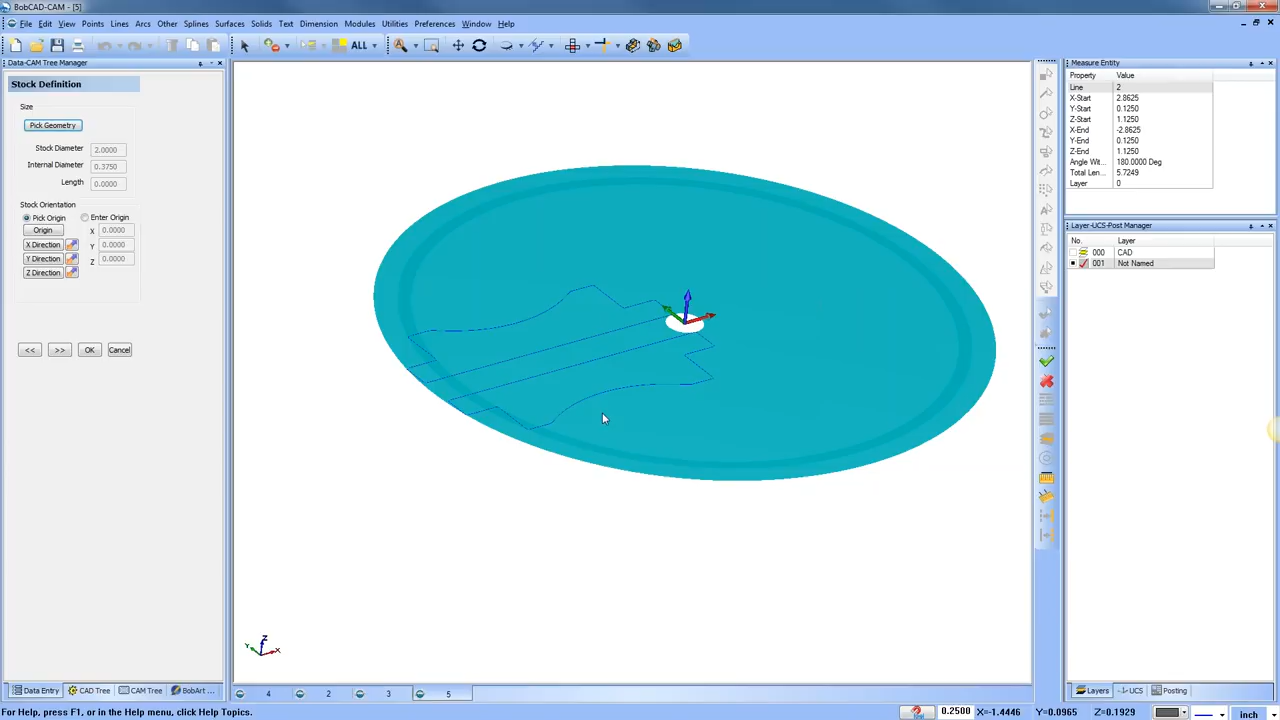 BobCAD-CAM - [5]
File Edit View Points Lines Arcs Other Splines Surfaces Solids Text Dimension Modules Utilities Preferences Window Help
ALL
Data-CAM Tree Manager
Stock Definition
Size
Pick Geometry
Stock Diameter 2.0000
Internal Diameter 0.3750
Length 0.0000
Stock Orientation
Pick Origin Enter Origin
Origin X 0.0000
X Direction Y 0.0000
Y Direction Z 0.0000
Z Direction
<< >> OK Cancel
Z
Y X
Measure Entity
Property Value
Line 2
X-Start 2.8625
Y-Start 0.1250
Z-Start 1.1250
X-End -2.8625
Y-End 0.1250
Z-End 1.1250
Angle Wit... 180.0000 Deg
Total Len... 5.7249
Layer 0
Layer-UCS-Post Manager
No. Layer
000 CAD
001 Not Named
Data Entry CAD Tree CAM Tree BobArt ...
4 2 3 5
Layers UCS Posting
For Help, press F1, or in the Help menu, click Help Topics.
0.2500 X=-1.4446 Y=0.0965 Z=0.1929 inch